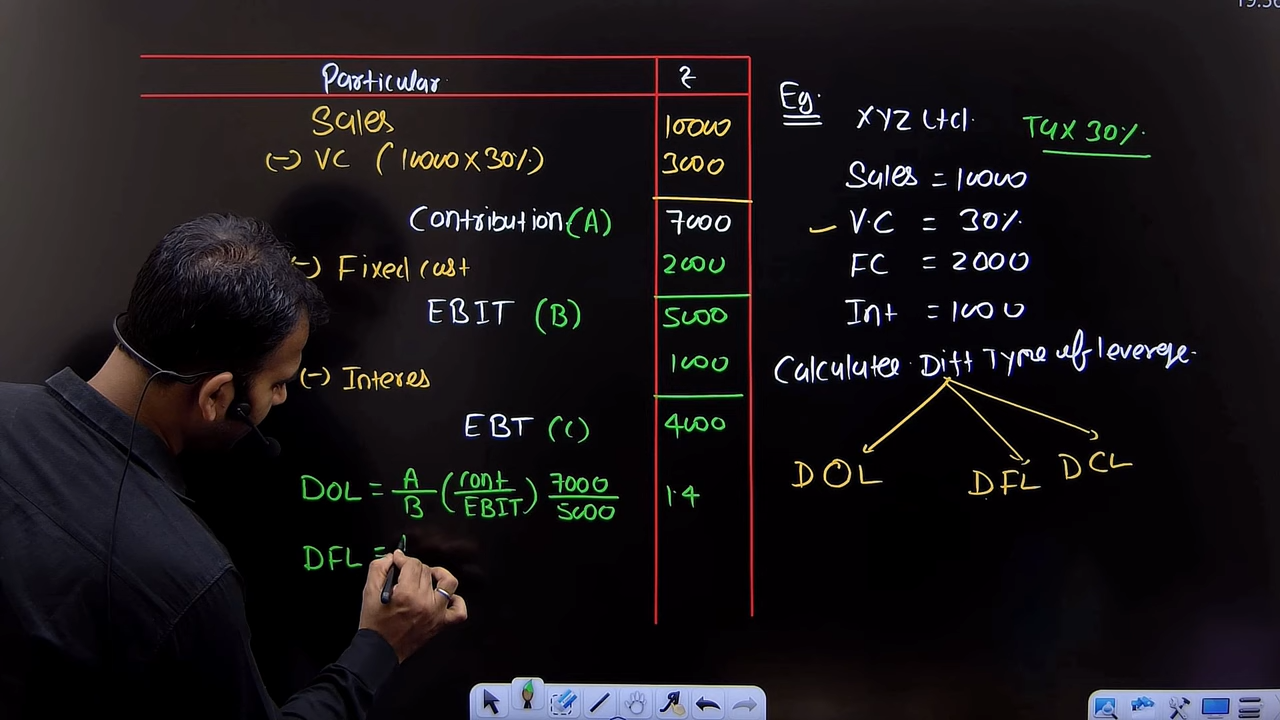 Particular ₹
Sales 10000
(-) VC (10000 X 30%) 3000
Contribution (A) 7000
(-) Fixed cost 2000
EBIT (B) 5000
(-) Interes 1000
EBT (C) 4000
DOL = A/B (cont/EBIT) 7000/5000 1.4
DFL =
Eg: XYZ Ltd. Tax 30%
Sales = 10000
V.C = 30%
FC = 2000
Int = 1000
Calculatee Diff Type of leverege.
DOL DFL DCL